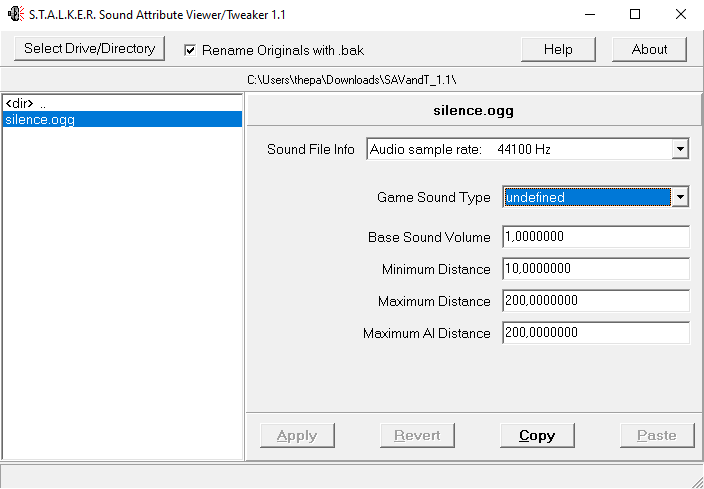 S.T.A.L.K.E.R. Sound Attribute Viewer/Tweaker 1.1
Select Drive/Directory
Rename Originals with .bak
Help
About
C:\Users\thepa\Downloads\SAVandT_1.1\
<dir> ..
silence.ogg
silence.ogg
Sound File Info
Audio sample rate: 44100 Hz
Game Sound Type
undefined
Base Sound Volume
1,0000000
Minimum Distance
10,0000000
Maximum Distance
200,0000000
Maximum AI Distance
200,0000000
Apply
Revert
Copy
Paste